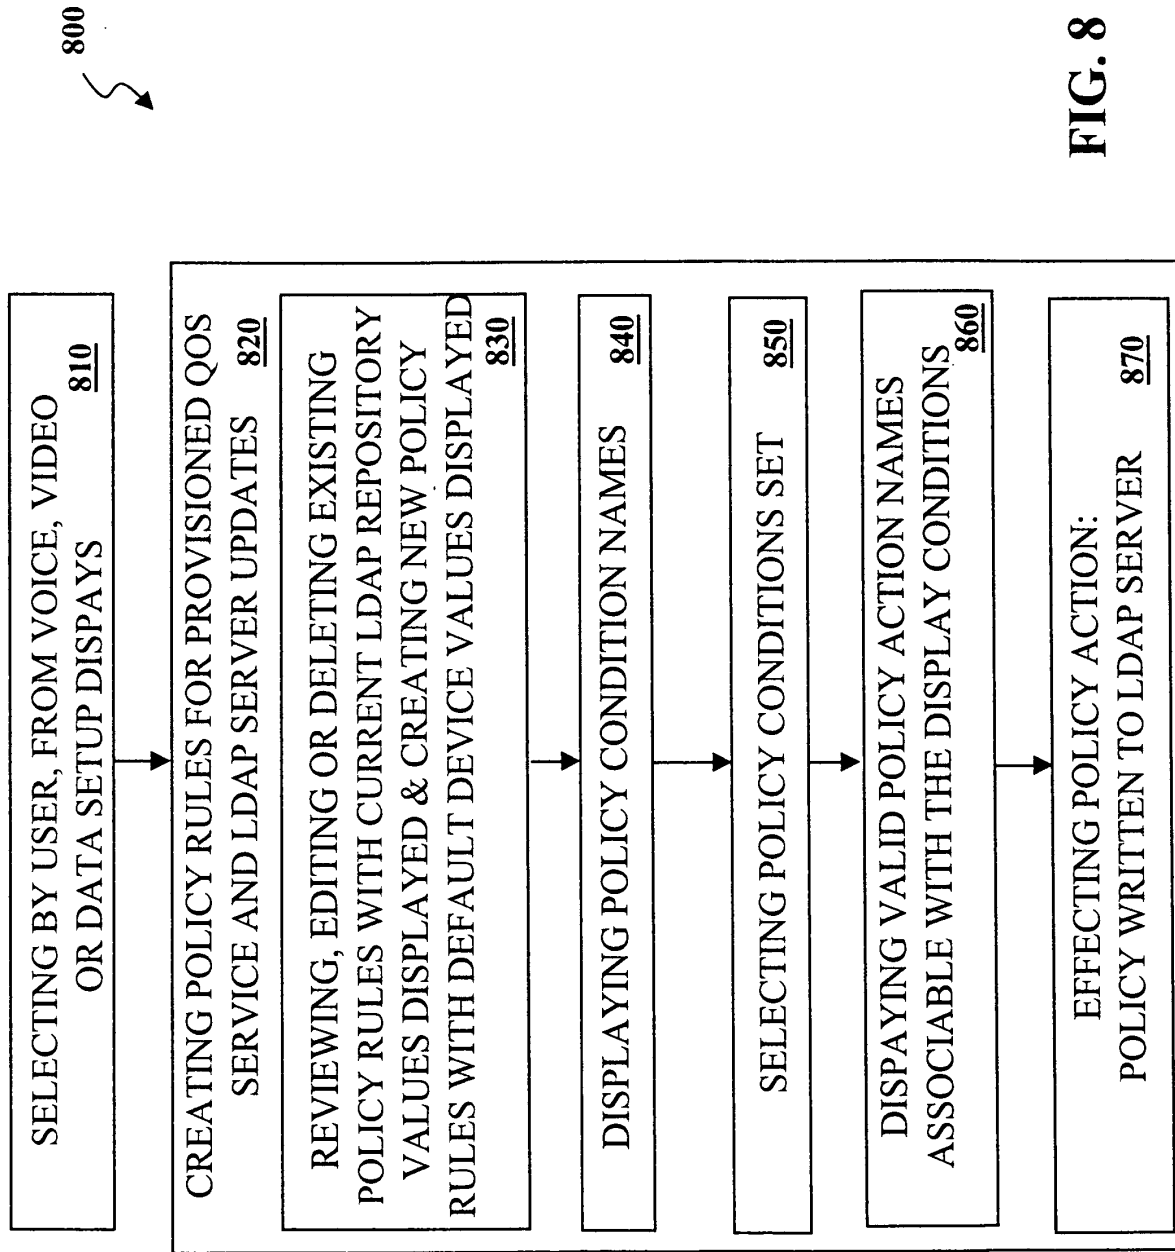 800
SELECTING BY USER, FROM VOICE, VIDEO
OR DATA SETUP DISPAYS
810
CREATING POLICY RULES FOR PROVISIONED QOS
SERVICE AND LDAP SERVER UPDATES
820
REVIEWING, EDITING OR DELETING EXISTING
POLICY RULES WITH CURRENT LDAP REPOSITORY
VALUES DISPLAYED & CREATING NEW POLICY
RULES WITH DEFAULT DEVICE VALUES DISPLAYED
830
DISPLAYING POLICY CONDITION NAMES
840
SELECTING POLICY CONDITIONS SET
850
DISPAYING VALID POLICY ACTION NAMES
ASSOCIABLE WITH THE DISPLAY CONDITIONS
860
EFFECTING POLICY ACTION:
POLICY WRITTEN TO LDAP SERVER
870
FIG. 8